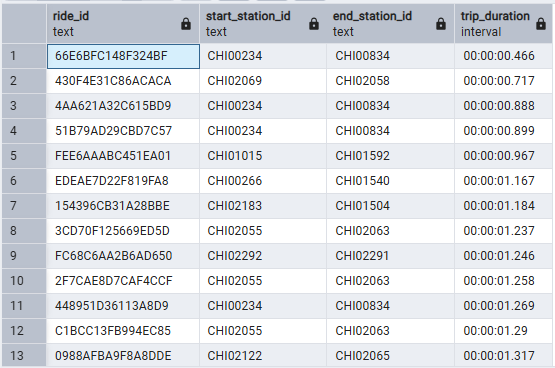 ride_id start_station_id end_station_id trip_duration
text text text interval
1 66E6BFC148F324BF CHI00234 CHI00834 00:00:00.466
2 430F4E31C86ACACA CHI02069 CHI02058 00:00:00.717
3 4AA621A32C615BD9 CHI00234 CHI00834 00:00:00.888
4 51B79AD29CBD7C57 CHI00234 CHI00834 00:00:00.899
5 FEE6AAABC451EA01 CHI01015 CHI01592 00:00:00.967
6 EDEAE7D22F819FA8 CHI00266 CHI01540 00:00:01.167
7 154396CB31A28BBE CHI02183 CHI01504 00:00:01.184
8 3CD70F125669ED5D CHI02055 CHI02063 00:00:01.237
9 FC68C6AA2B6AD650 CHI02292 CHI02291 00:00:01.246
10 2F7CAE8D7CAF4CCF CHI02055 CHI02063 00:00:01.258
11 448951D36113A8D9 CHI00234 CHI00834 00:00:01.269
12 C1BCC13FB994EC85 CHI02055 CHI02063 00:00:01.29
13 0988AFBA9F8A8DDE CHI02122 CHI02065 00:00:01.317